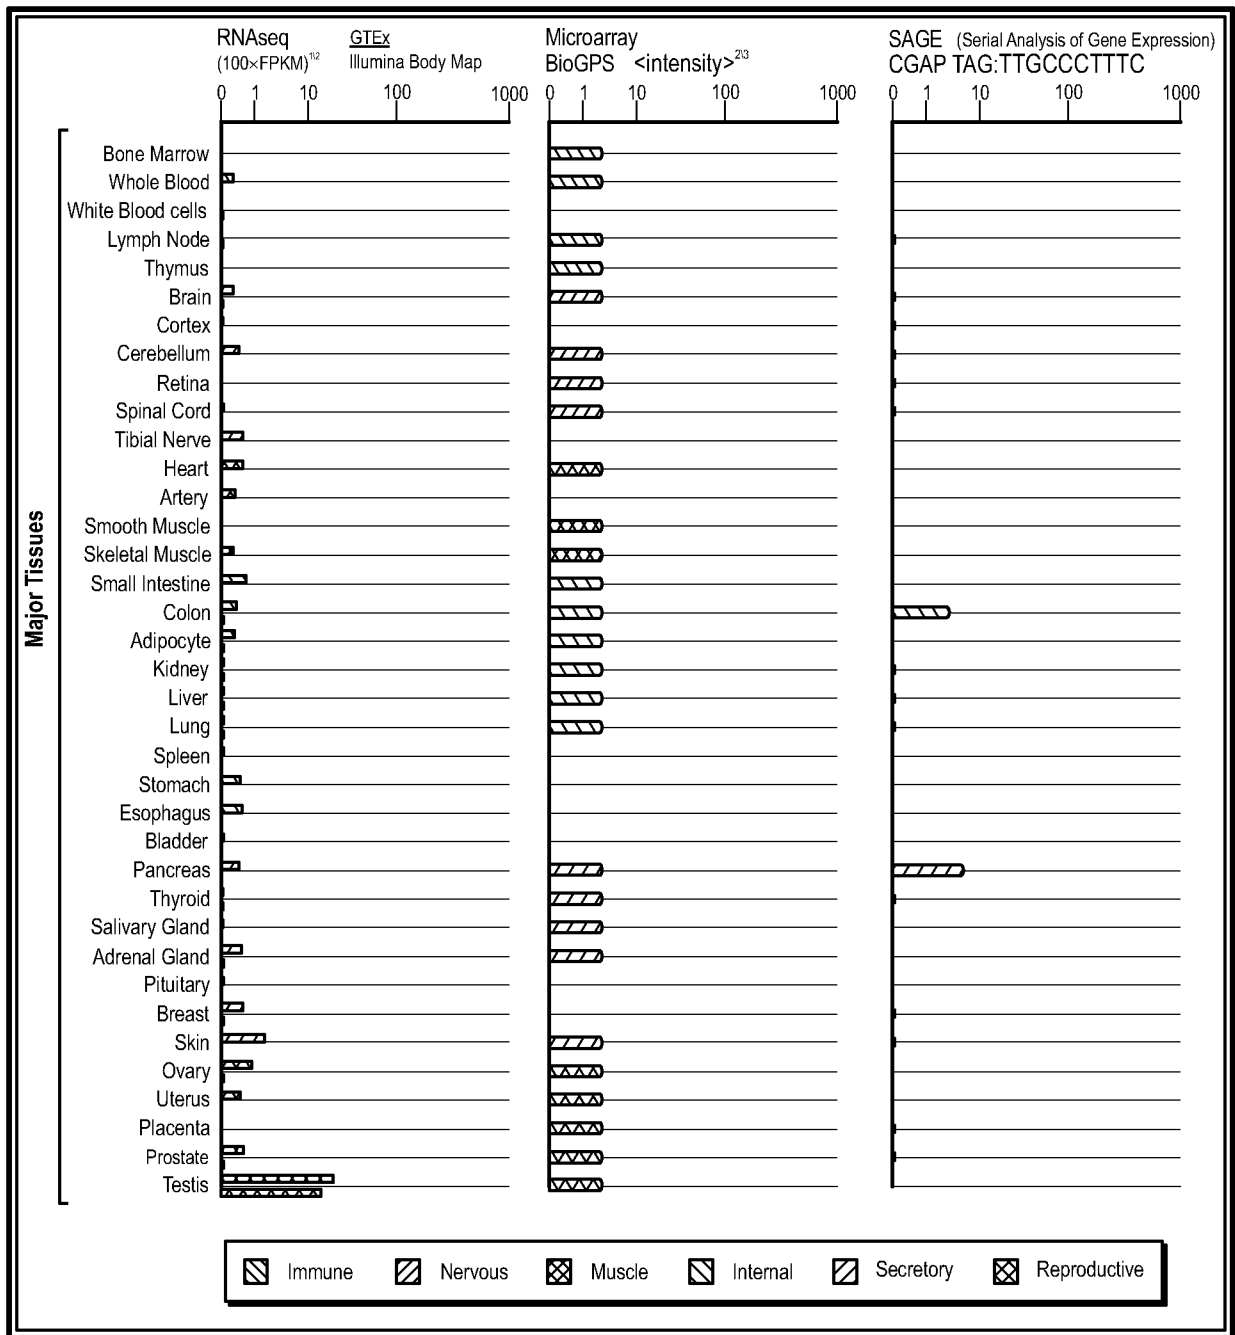 RNAseq GTEx Microarray SAGE (Serial Analysis of Gene Expression)
(100×FPKM)1\2 Illumina Body Map BioGPS <intensity>2\3 CGAP TAG:TTGCCCTTTC
0 1 10 100 1000 0 1 10 100 1000 0 1 10 100 1000
Major Tissues
Bone Marrow
Whole Blood
White Blood cells
Lymph Node
Thymus
Brain
Cortex
Cerebellum
Retina
Spinal Cord
Tibial Nerve
Heart
Artery
Smooth Muscle
Skeletal Muscle
Small Intestine
Colon
Adipocyte
Kidney
Liver
Lung
Spleen
Stomach
Esophagus
Bladder
Pancreas
Thyroid
Salivary Gland
Adrenal Gland
Pituitary
Breast
Skin
Ovary
Uterus
Placenta
Prostate
Testis
Immune Nervous Muscle Internal Secretory Reproductive